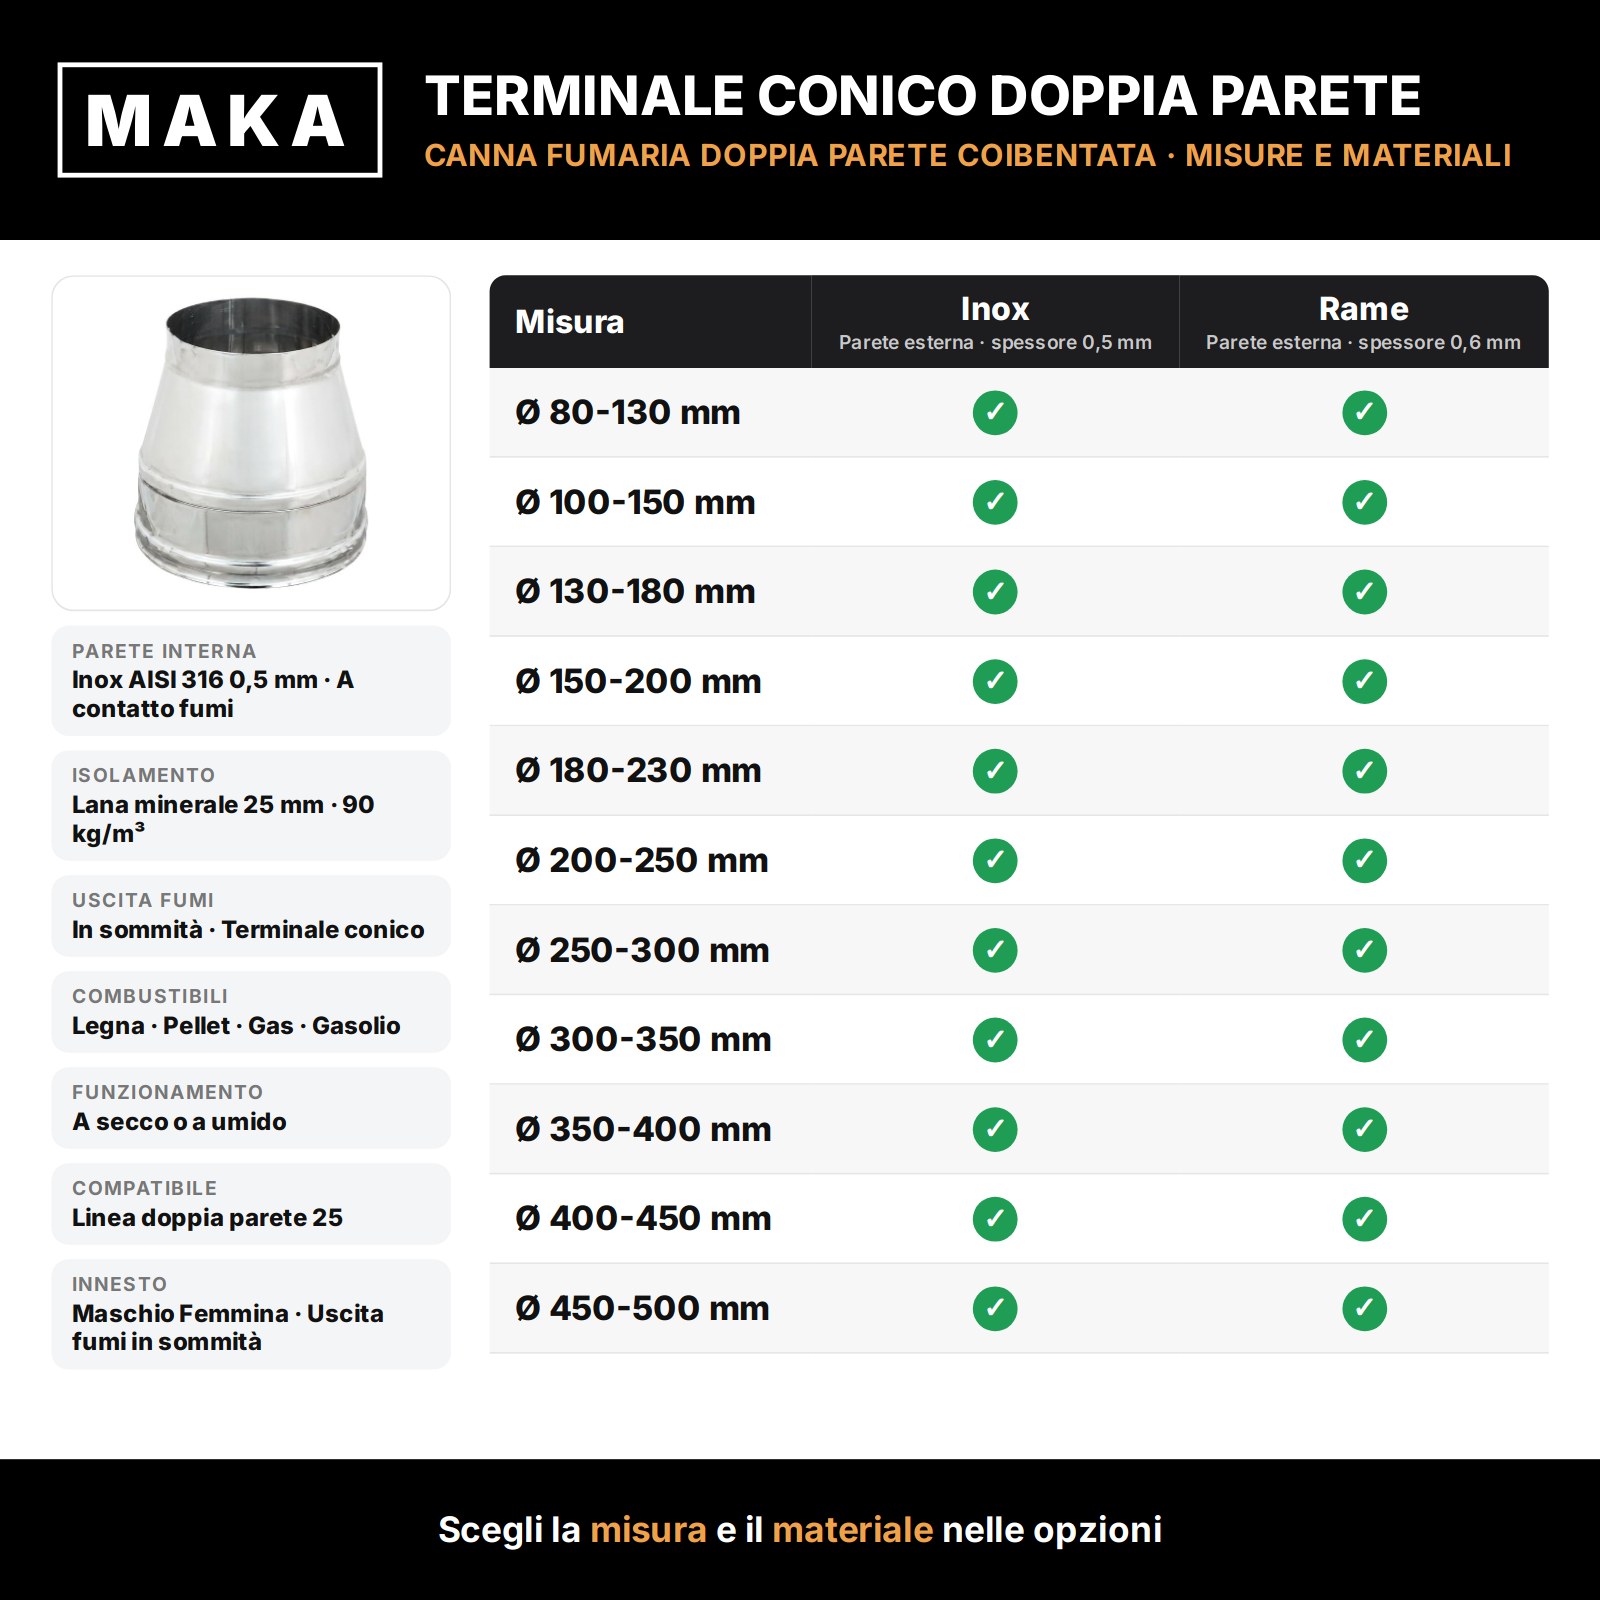 MAKA
TERMINALE CONICO DOPPIA PARETE
CANNA FUMARIA DOPPIA PARETE COIBENTATA · MISURE E MATERIALI
PARETE INTERNA
Inox AISI 316 0,5 mm · A
contatto fumi
ISOLAMENTO
Lana minerale 25 mm · 90
kg/m³
USCITA FUMI
In sommità · Terminale conico
COMBUSTIBILI
Legna · Pellet · Gas · Gasolio
FUNZIONAMENTO
A secco o a umido
COMPATIBILE
Linea doppia parete 25
INNESTO
Maschio Femmina · Uscita
fumi in sommità
Misura Inox Rame
Parete esterna · spessore 0,5 mm Parete esterna · spessore 0,6 mm
Ø 80-130 mm ✓ ✓
Ø 100-150 mm ✓ ✓
Ø 130-180 mm ✓ ✓
Ø 150-200 mm ✓ ✓
Ø 180-230 mm ✓ ✓
Ø 200-250 mm ✓ ✓
Ø 250-300 mm ✓ ✓
Ø 300-350 mm ✓ ✓
Ø 350-400 mm ✓ ✓
Ø 400-450 mm ✓ ✓
Ø 450-500 mm ✓ ✓
Scegli la misura e il materiale nelle opzioni